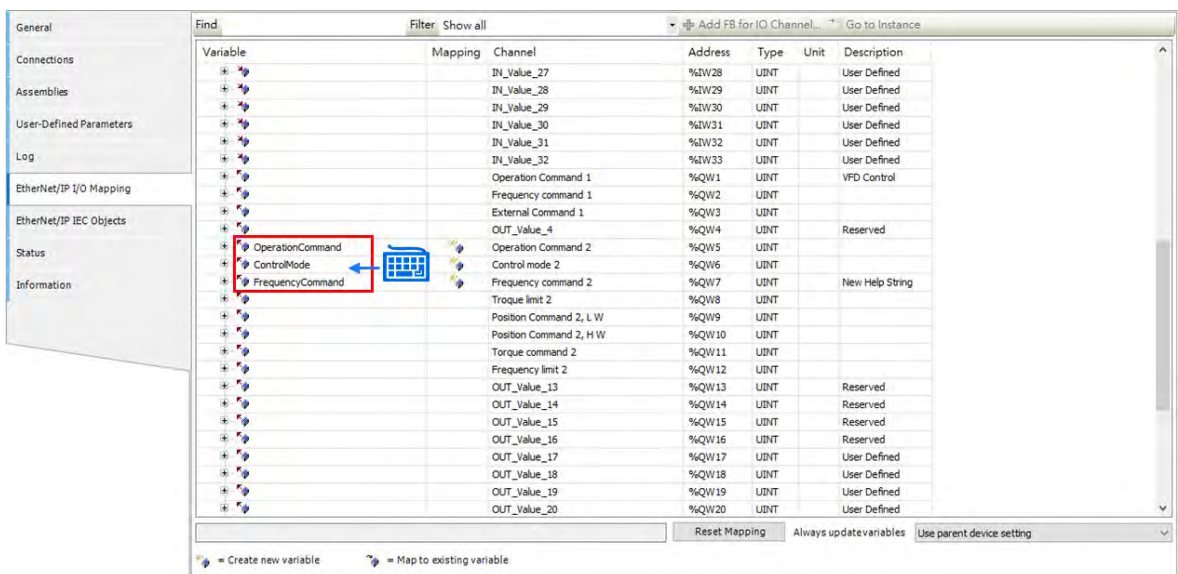 General
Connections
Assemblies
User-Defined Parameters
Log
EtherNet/IP I/O Mapping
EtherNet/IP IEC Objects
Status
Information
Find Filter Show all Add FB for IO Channel... Go to Instance
Variable Mapping Channel Address Type Unit Description
IN_Value_27 %IW28 UINT User Defined
IN_Value_28 %IW29 UINT User Defined
IN_Value_29 %IW30 UINT User Defined
IN_Value_30 %IW31 UINT User Defined
IN_Value_31 %IW32 UINT User Defined
IN_Value_32 %IW33 UINT User Defined
Operation Command 1 %QW1 UINT VFD Control
Frequency command 1 %QW2 UINT
External Command 1 %QW3 UINT
OUT_Value_4 %QW4 UINT Reserved
OperationCommand Operation Command 2 %QW5 UINT
ControlMode Control mode 2 %QW6 UINT
FrequencyCommand Frequency command 2 %QW7 UINT New Help String
Troque limit 2 %QW8 UINT
Position Command 2, L W %QW9 UINT
Position Command 2, H W %QW10 UINT
Torque command 2 %QW11 UINT
Frequency limit 2 %QW12 UINT
OUT_Value_13 %QW13 UINT Reserved
OUT_Value_14 %QW14 UINT Reserved
OUT_Value_15 %QW15 UINT Reserved
OUT_Value_16 %QW16 UINT Reserved
OUT_Value_17 %QW17 UINT User Defined
OUT_Value_18 %QW18 UINT User Defined
OUT_Value_19 %QW19 UINT User Defined
OUT_Value_20 %QW20 UINT User Defined
Reset Mapping Always update variables Use parent device setting
= Create new variable = Map to existing variable